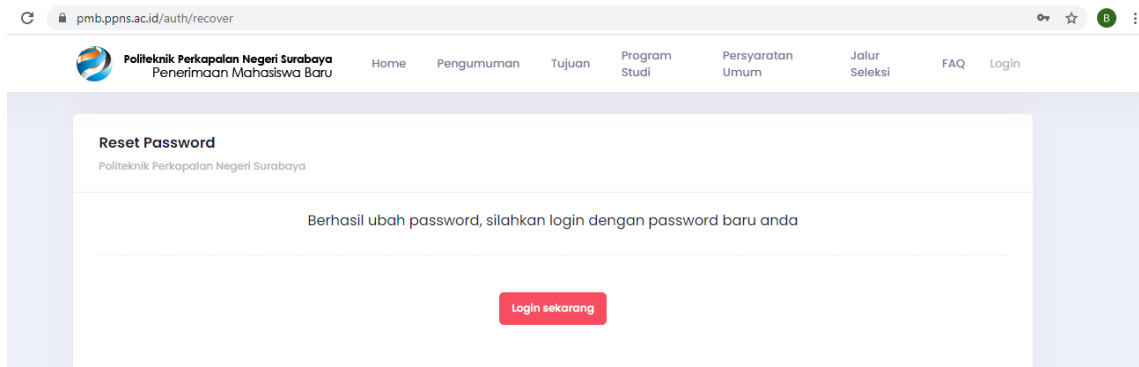 pmb.ppns.ac.id/auth/recover
B
Politeknik Perkapalan Negeri Surabaya
Penerimaan Mahasiswa Baru
Home
Pengumuman
Tujuan
Program
Studi
Persyaratan
Umum
Jalur
Seleksi
FAQ
Login
Reset Password
Politeknik Perkapalan Negeri Surabaya
Berhasil ubah password, silahkan login dengan password baru anda
Login sekarang